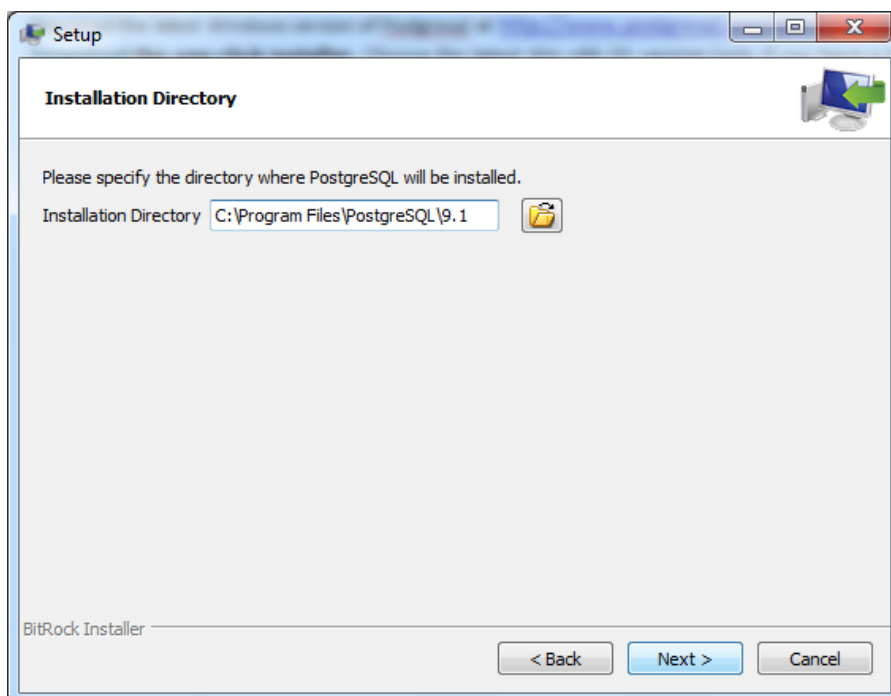 Setup
Installation Directory
Please specify the directory where PostgreSQL will be installed.
Installation Directory C:\Program Files\PostgreSQL\9.1
BitRock Installer
< Back Next > Cancel